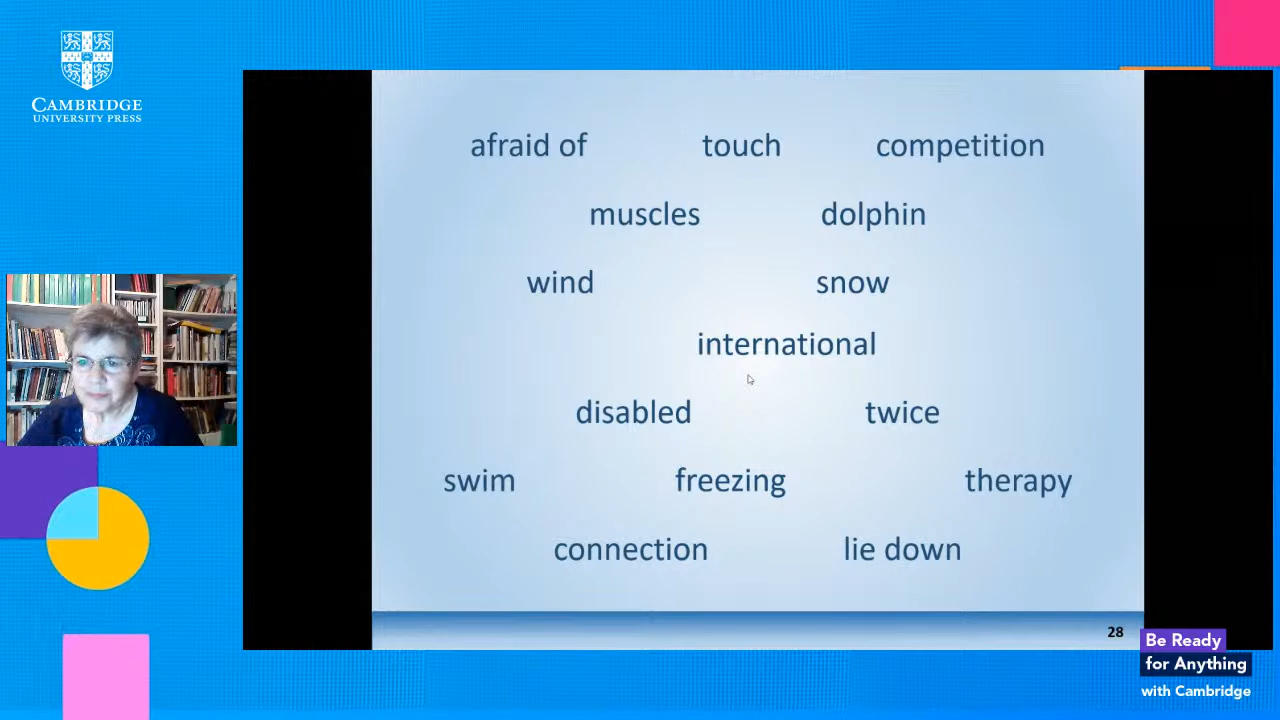 CAMBRIDGE
UNIVERSITY PRESS
afraid of touch competition
muscles dolphin
wind snow
international
disabled twice
swim freezing therapy
connection lie down
28
Be Ready
for Anything
with Cambridge